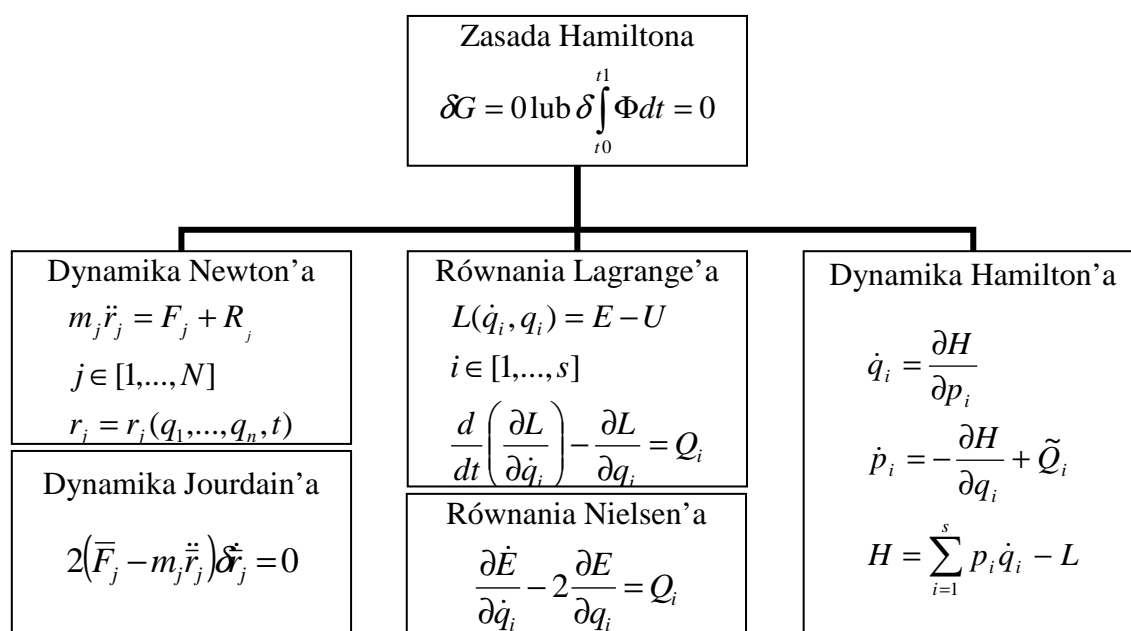 Zasada Hamiltona
δG = 0 lub δ∫_{t0}^{t1} Φdt = 0
Dynamika Newton’a
m_j r̈_j = F_j + R_j
j ∈ [1,...,N]
r_j = r_j(q_1,...,q_n,t)
Dynamika Jourdain’a
2(F̅_j − m_j r̅̈_j)δr̅̇_j = 0
Równania Lagrange’a
L(q̇_i, q_i) = E − U
i ∈ [1,...,s]
d/dt (∂L/∂q̇_i) − ∂L/∂q_i = Q_i
Równania Nielsen’a
∂Ė/∂q̇_i − 2 ∂E/∂q_i = Q_i
Dynamika Hamilton’a
q̇_i = ∂H/∂p_i
ṗ_i = −∂H/∂q_i + Q̃_i
H = ∑_{i=1}^{s} p_i q̇_i − L